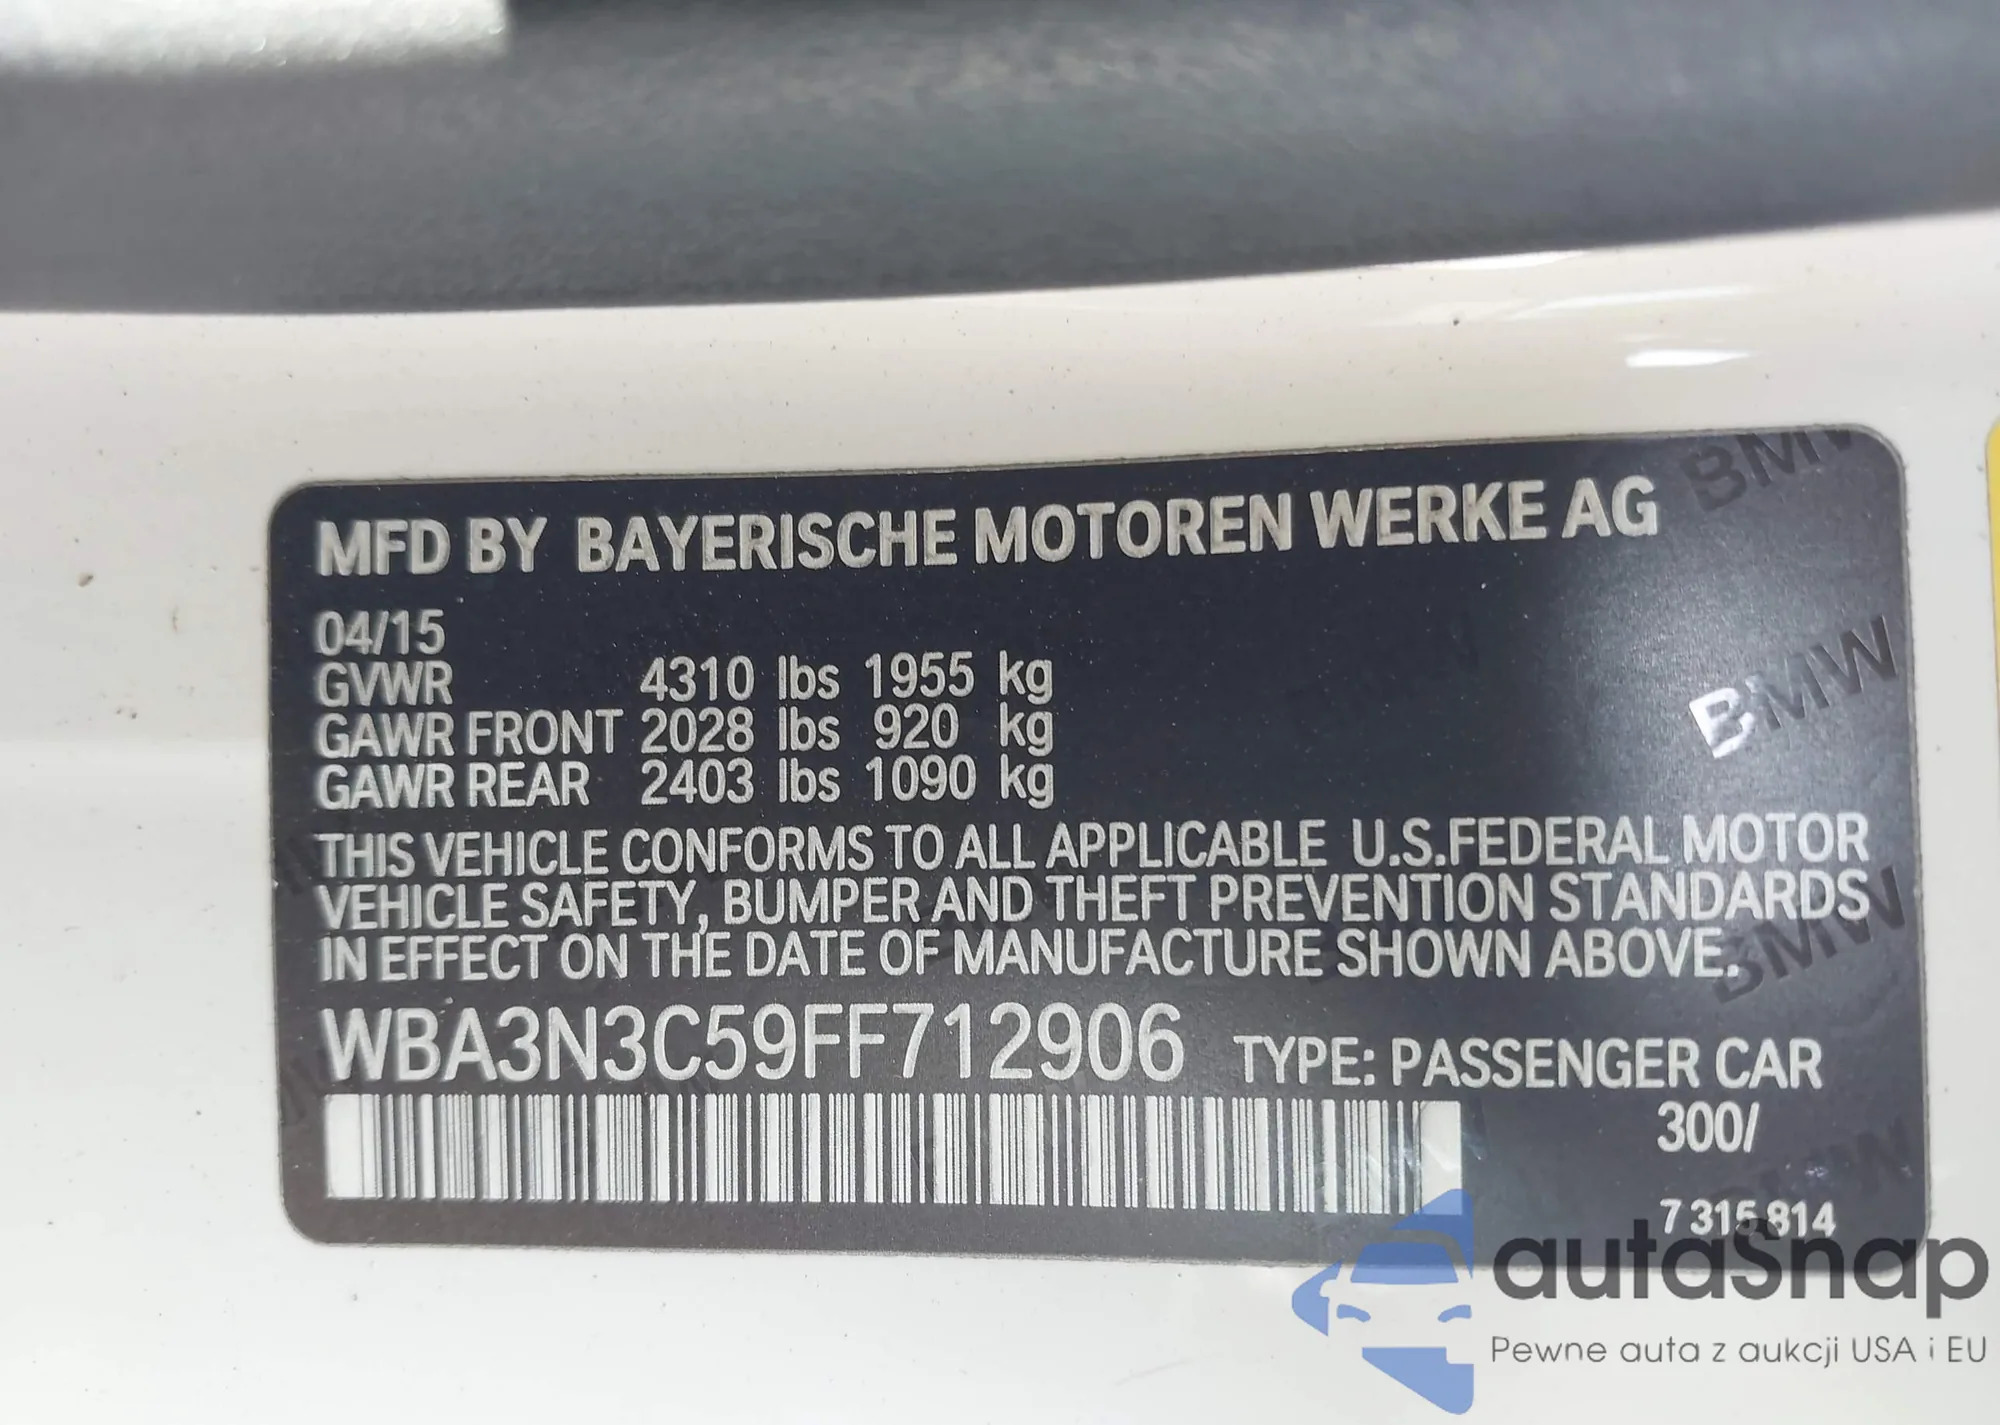 BMW
MFD BY BAYERISCHE MOTOREN WERKE AG
04/15
GVWR 4310 lbs 1955 kg
GAWR FRONT 2028 lbs 920 kg
GAWR REAR 2403 lbs 1090 kg
BMW
THIS VEHICLE CONFORMS TO ALL APPLICABLE U.S.FEDERAL MOTOR
VEHICLE SAFETY, BUMPER AND THEFT PREVENTION STANDARDS
IN EFFECT ON THE DATE OF MANUFACTURE SHOWN ABOVE.
BMW
WBA3N3C59FF712906 TYPE: PASSENGER CAR
300/
7 315 814
autaSnap
Pewne auta z aukcji USA i EU